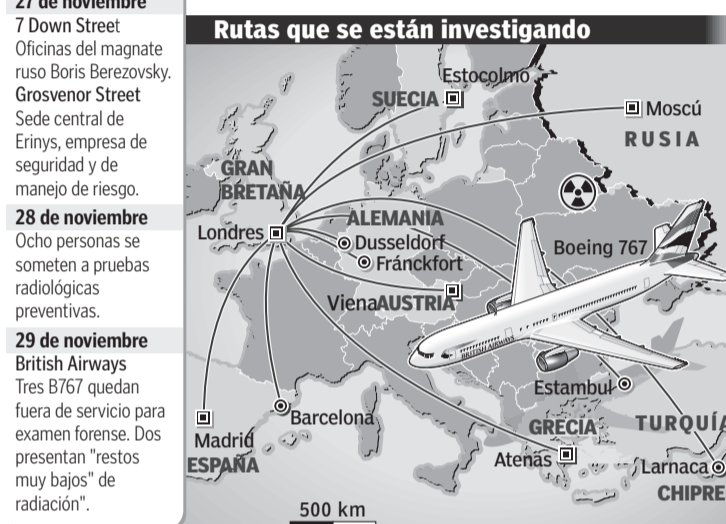 27 de noviembre
7 Down Street
Oficinas del magnate
ruso Boris Berezovsky.
Grosvenor Street
Sede central de
Erinys, empresa de
seguridad y de
manejo de riesgo.
28 de noviembre
Ocho personas se
someten a pruebas
radiológicas
preventivas.
29 de noviembre
British Airways
Tres B767 quedan
fuera de servicio para
examen forense. Dos
presentan "restos
muy bajos" de
radiación".
Rutas que se están investigando
Estocolmo
SUECIA
Moscú
RUSIA
GRAN
BRETAÑA
Londres
ALEMANIA
Dusseldorf
Fránckfort
Boeing 767
Viena
AUSTRIA
BRITISH AIRWAYS
Estambul
Barcelona
GRECIA
TURQUÍA
Madrid
ESPAÑA
Atenas
Larnaca
CHIPRE
500 km